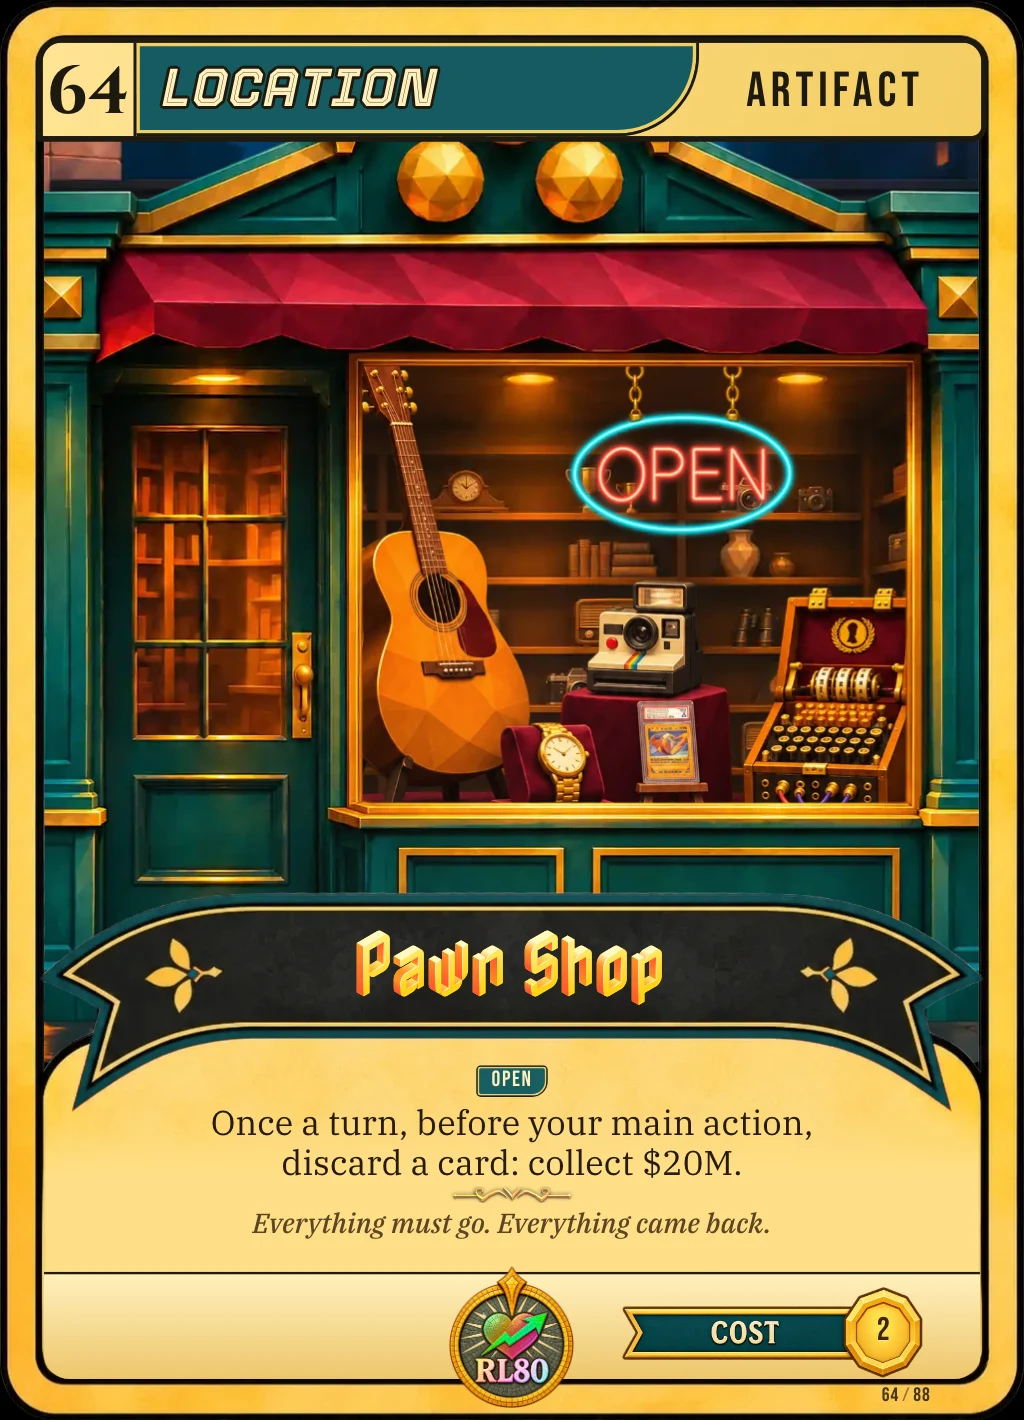 64
LOCATION
ARTIFACT
OPEN
Pawn Shop
OPEN
Once a turn, before your main action,
discard a card: collect $20M.
Everything must go. Everything came back.
RL80
COST
2
64 / 88